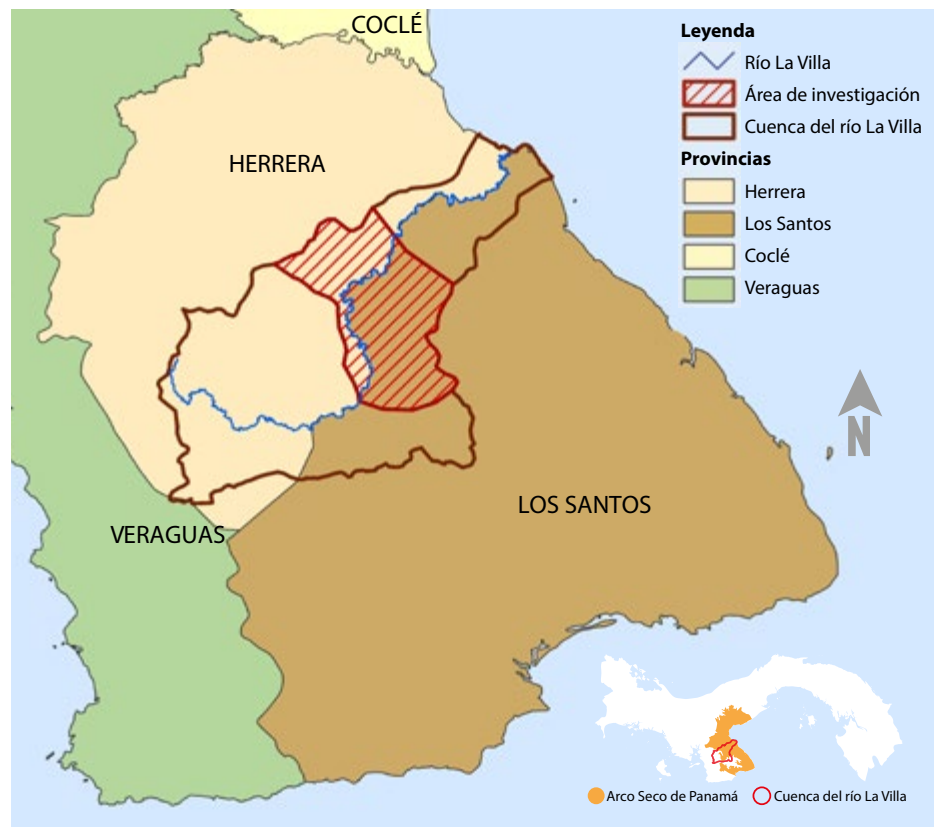 COCLÉ
Leyenda
Río La Villa
Área de investigación
Cuenca del río La Villa
Provincias
Herrera
Los Santos
Coclé
Veraguas
HERRERA
N
LOS SANTOS
VERAGUAS
Arco Seco de Panamá
Cuenca del río La Villa